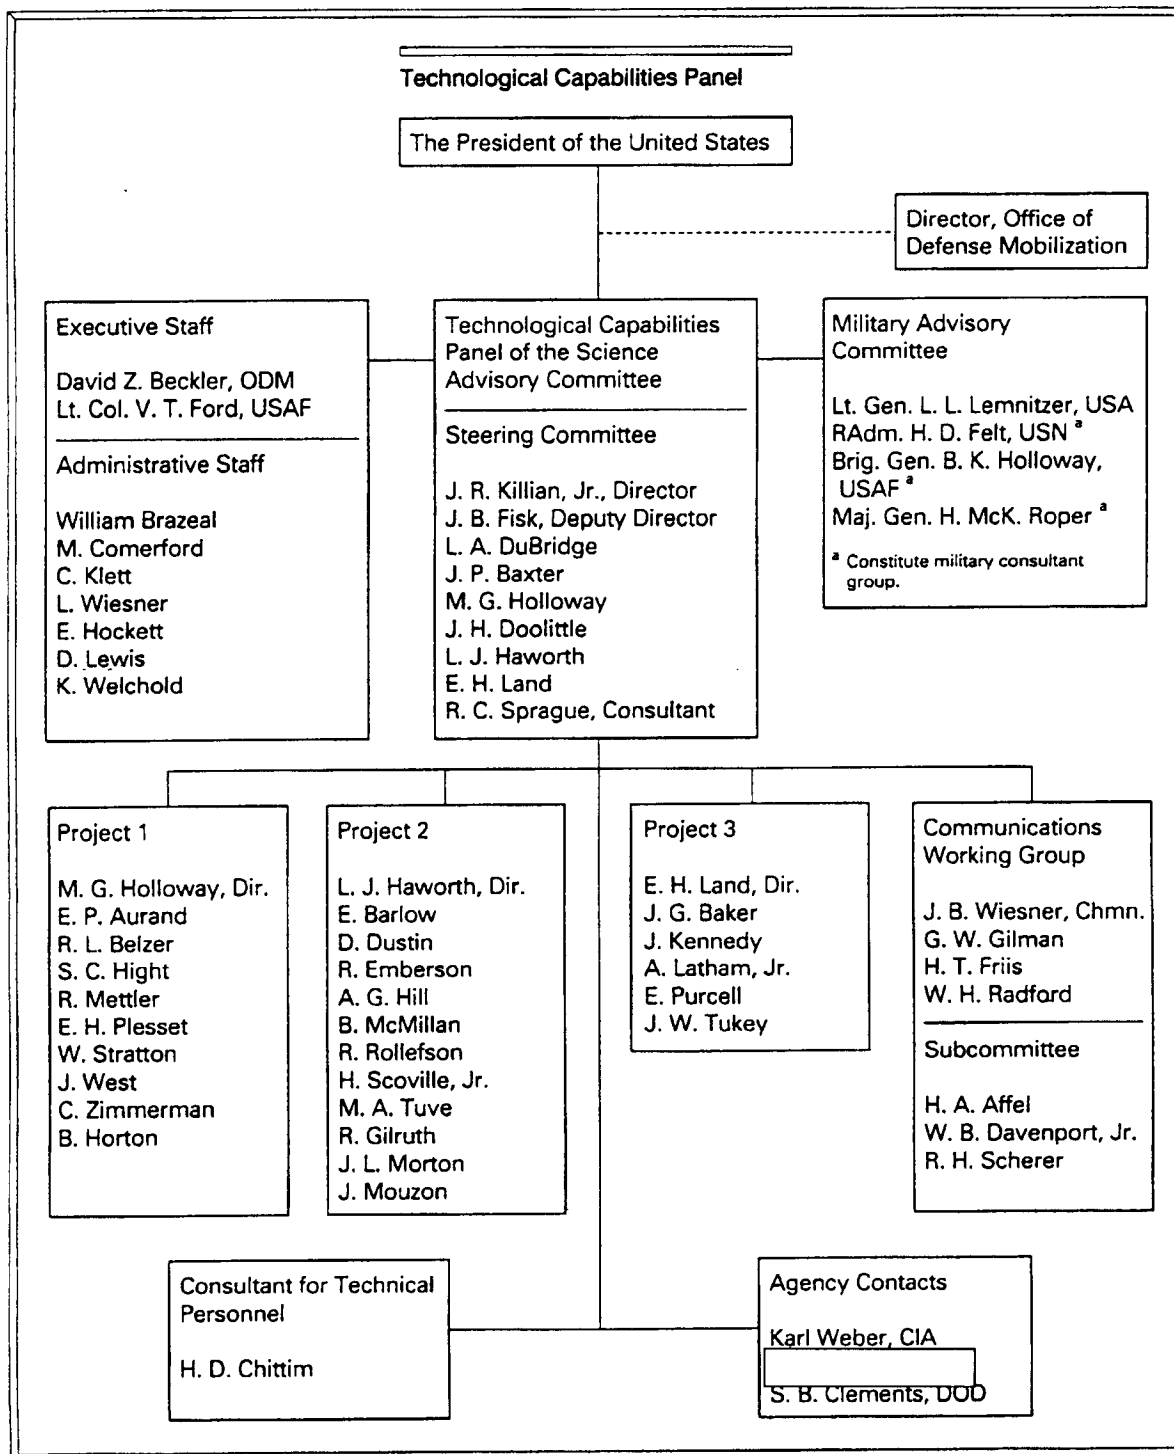 Technological Capabilities Panel
The President of the United States
Director, Office of
Defense Mobilization
Executive Staff
David Z. Beckler, ODM
Lt. Col. V. T. Ford, USAF
Administrative Staff
William Brazeal
M. Comerford
C. Klett
L. Wiesner
E. Hockett
D. Lewis
K. Welchold
Technological Capabilities
Panel of the Science
Advisory Committee
Steering Committee
J. R. Killian, Jr., Director
J. B. Fisk, Deputy Director
L. A. DuBridge
J. P. Baxter
M. G. Holloway
J. H. Doolittle
L. J. Haworth
E. H. Land
R. C. Sprague, Consultant
Military Advisory
Committee
Lt. Gen. L. L. Lemnitzer, USA
RAdm. H. D. Felt, USN a
Brig. Gen. B. K. Holloway,
USAF a
Maj. Gen. H. McK. Roper a
a Constitute military consultant
group.
Project 1
M. G. Holloway, Dir.
E. P. Aurand
R. L. Belzer
S. C. Hight
R. Mettler
E. H. Plesset
W. Stratton
J. West
C. Zimmerman
B. Horton
Project 2
L. J. Haworth, Dir.
E. Barlow
D. Dustin
R. Emberson
A. G. Hill
B. McMillan
R. Rollefson
H. Scoville, Jr.
M. A. Tuve
R. Gilruth
J. L. Morton
J. Mouzon
Project 3
E. H. Land, Dir.
J. G. Baker
J. Kennedy
A. Latham, Jr.
E. Purcell
J. W. Tukey
Communications
Working Group
J. B. Wiesner, Chmn.
G. W. Gilman
H. T. Friis
W. H. Radford
Subcommittee
H. A. Affel
W. B. Davenport, Jr.
R. H. Scherer
Consultant for Technical
Personnel
H. D. Chittim
Agency Contacts
Karl Weber, CIA
S. B. Clements, DOD